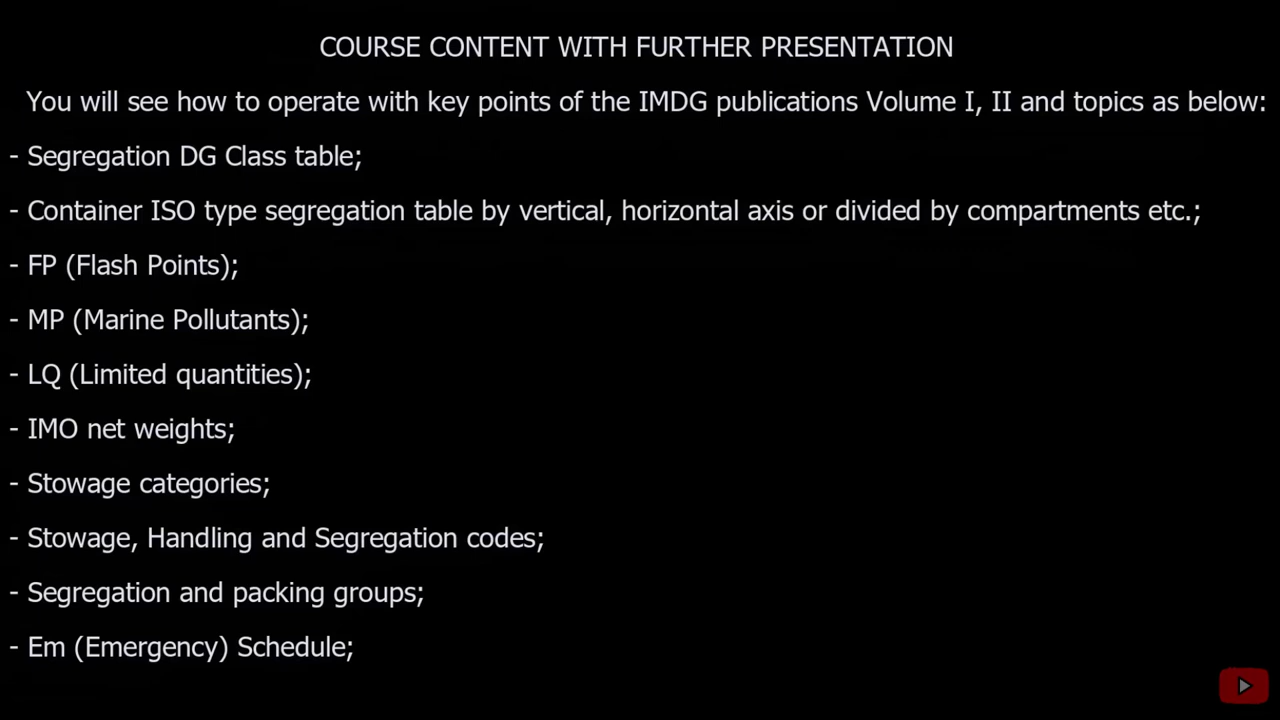 COURSE CONTENT WITH FURTHER PRESENTATION
You will see how to operate with key points of the IMDG publications Volume I, II and topics as below:
- Segregation DG Class table;
- Container ISO type segregation table by vertical, horizontal axis or divided by compartments etc.;
- FP (Flash Points);
- MP (Marine Pollutants);
- LQ (Limited quantities);
- IMO net weights;
- Stowage categories;
- Stowage, Handling and Segregation codes;
- Segregation and packing groups;
- Em (Emergency) Schedule;